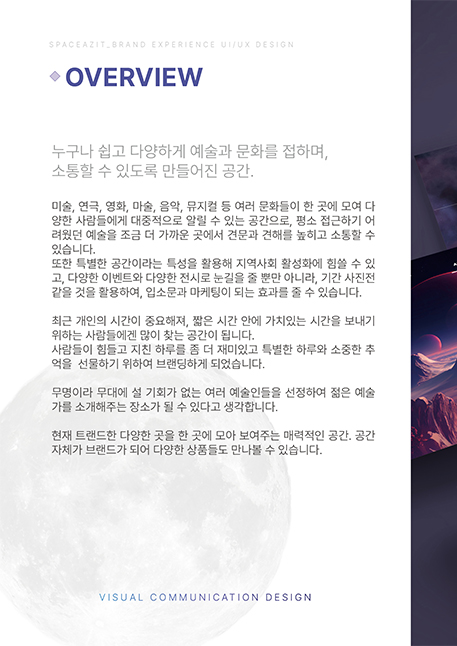 SPACEAZIT_BRAND EXPERIENCE UI/UX DESIGN
OVERVIEW
누구나 쉽고 다양하게 예술과 문화를 접하며,
소통할 수 있도록 만들어진 공간.
미술, 연극, 영화, 마술, 음악, 뮤지컬 등 여러 문화들이 한 곳에 모여 다
양한 사람들에게 대중적으로 알릴 수 있는 공간으로, 평소 접근하기 어
려웠던 예술을 조금 더 가까운 곳에서 견문과 견해를 높히고 소통할 수
있습니다.
또한 특별한 공간이라는 특성을 활용해 지역사회 활성화에 힘쓸 수 있
고, 다양한 이벤트와 다양한 전시로 눈길을 줄 뿐만 아니라, 기간 사진전
같을 것을 활용하여, 입소문과 마케팅이 되는 효과를 줄 수 있습니다.
최근 개인의 시간이 중요해져, 짧은 시간 안에 가치있는 시간을 보내기
위하는 사람들에겐 많이 찾는 공간이 됩니다.
사람들이 힘들고 지친 하루를 좀 더 재미있고 특별한 하루와 소중한 추
억을 선물하기 위하여 브랜딩하게 되었습니다.
무명이라 무대에 설 기회가 없는 여러 예술인들을 선정하여 젊은 예술
가를 소개해주는 장소가 될 수 있다고 생각합니다.
현재 트랜드한 다양한 곳을 한 곳에 모아 보여주는 매력적인 공간. 공간
자체가 브랜드가 되어 다양한 상품들도 만나볼 수 있습니다.
VISUAL COMMUNICATION DESIGN